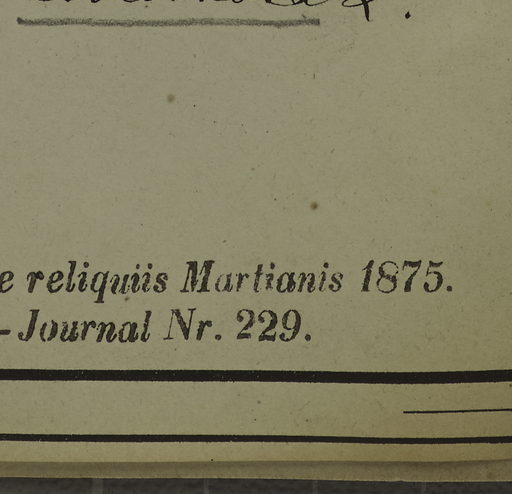 e reliquiis Martianis 1875.
-Journal Nr. 229.